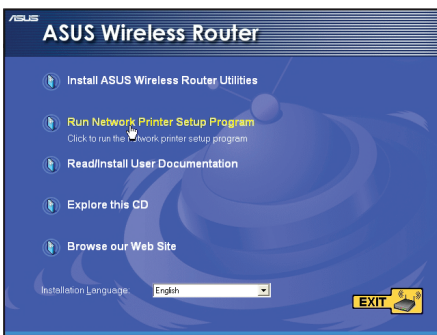 ASUS
ASUS Wireless Router
Install ASUS Wireless Router Utilities
Run Network Printer Setup Program
Click to run the network printer setup program
Read/Install User Documentation
Explore this CD
Browse our Web Site
Installation Language: English
EXIT